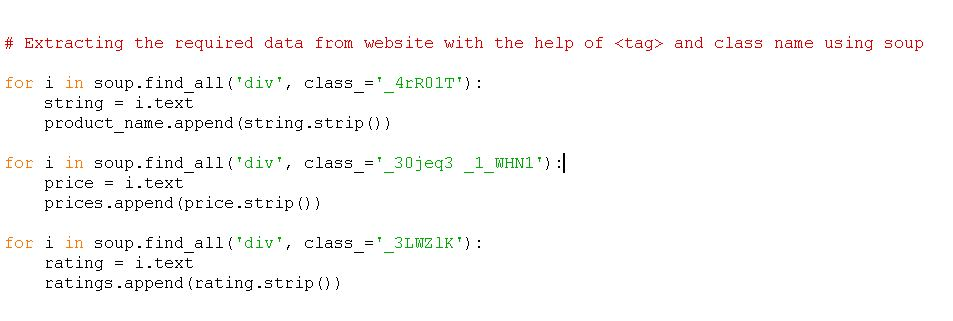 # Extracting the required data from website with the help of <tag> and class name using soup
for i in soup.find_all('div', class_='_4rR01T'):
    string = i.text
    product_name.append(string.strip())
for i in soup.find_all('div', class_='_30jeq3 _1_WHN1'):
    price = i.text
    prices.append(price.strip())
for i in soup.find_all('div', class_='_3LWZlK'):
    rating = i.text
    ratings.append(rating.strip())